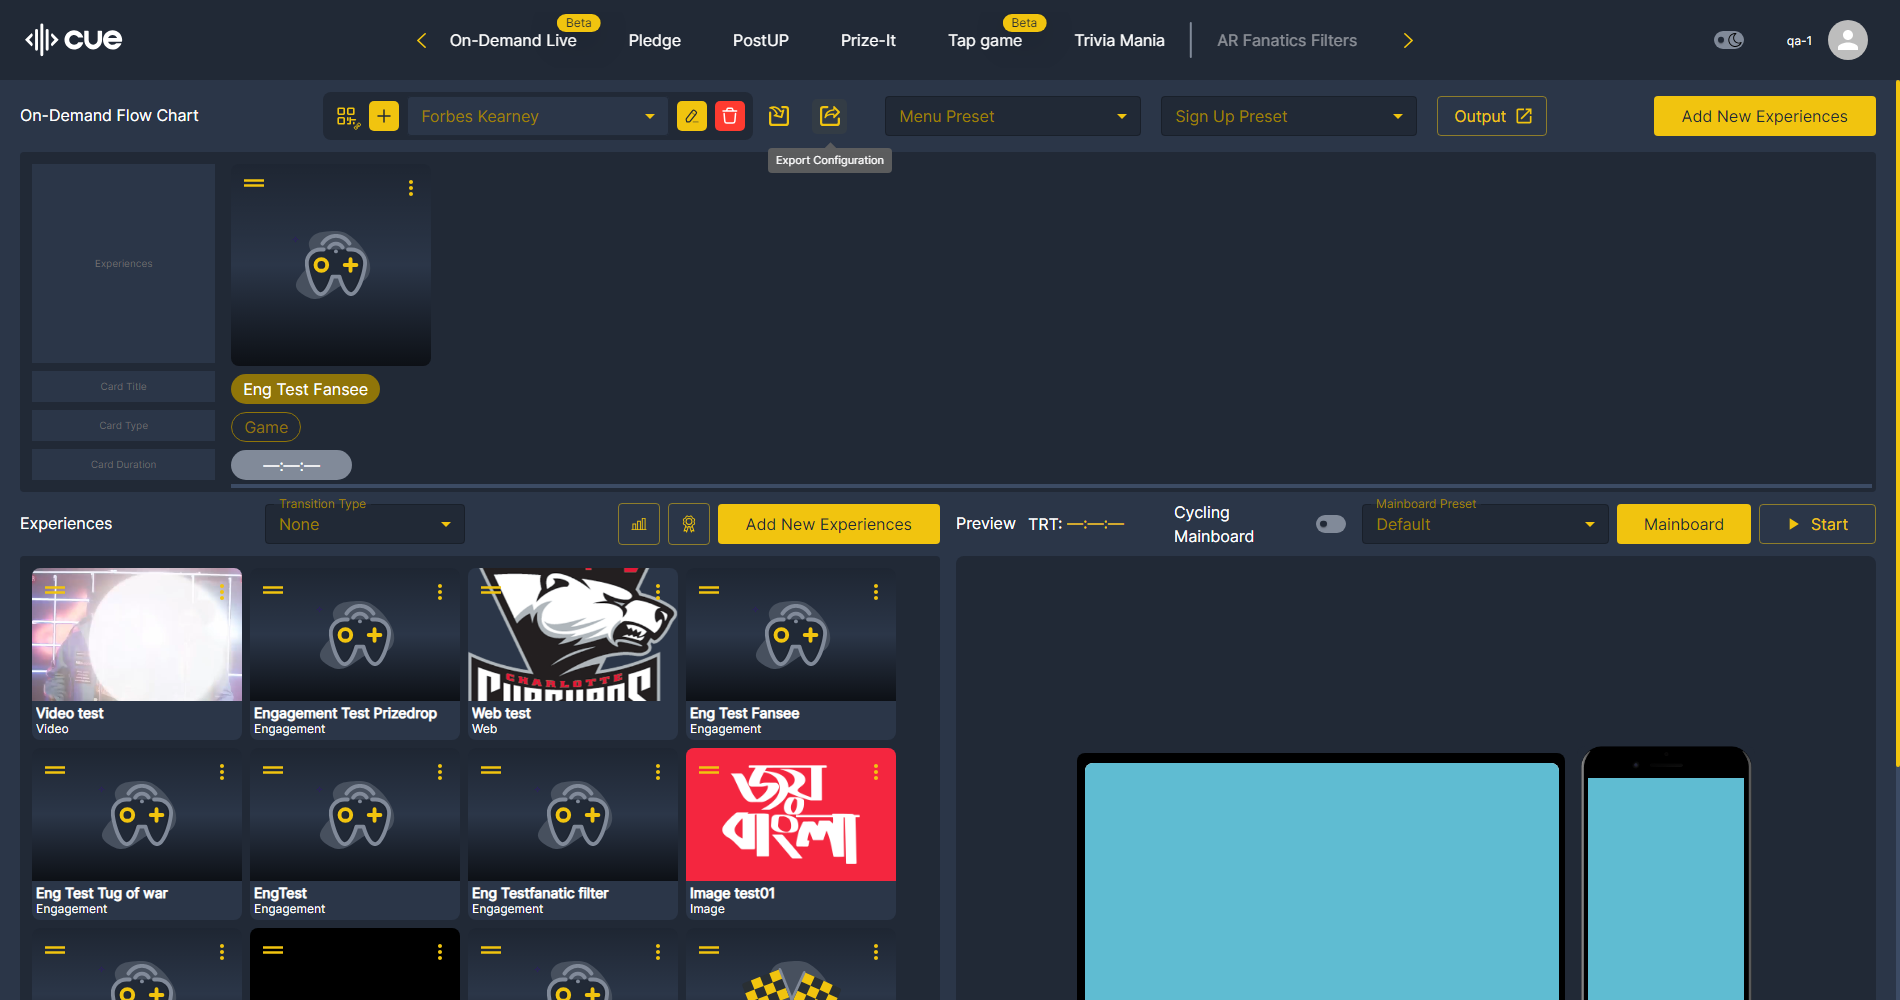 cue
On-Demand Live
Beta
Pledge
PostUP
Prize-It
Tap game
Beta
Trivia Mania
AR Fanatics Filters
qa-1
On-Demand Flow Chart
Forbes Kearney
Menu Preset
Sign Up Preset
Output
Add New Experiences
Export Configuration
Experiences
Card Title
Eng Test Fansee
Card Type
Game
Card Duration
—:—:—
Experiences
Transition Type
None
Add New Experiences
Preview
TRT: —:—:—
Cycling
Mainboard
Mainboard Preset
Default
Mainboard
Start
Video test
Video
Engagement Test Prizedrop
Engagement
CHARLOTTE
Web test
Web
Eng Test Fansee
Engagement
Eng Test Tug of war
Engagement
EngTest
Engagement
Eng Testfanatic filter
Engagement
জয়
বাংলা
Image test01
Image